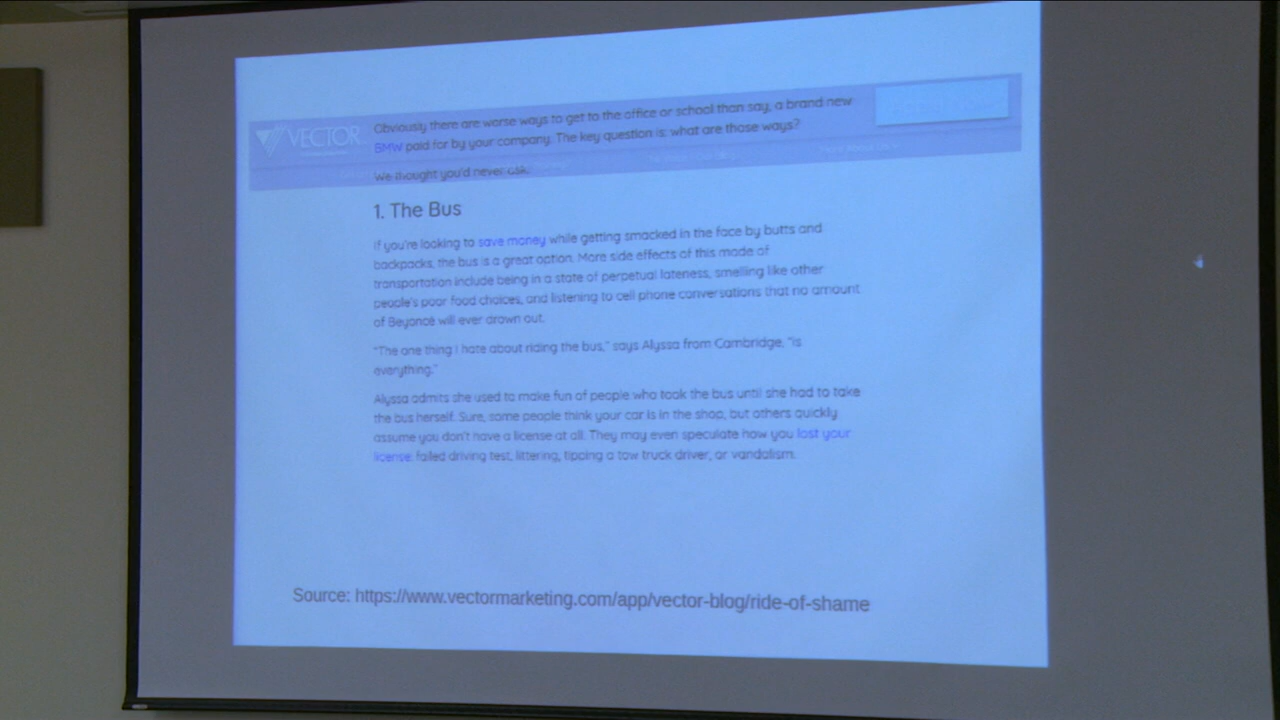 VECTOR
Obviously there are worse ways to get to the office or school than say, a brand new
BMW paid for by your company. The key question is: what are those ways?
We thought you'd never ask.
1. The Bus
If you're looking to save money while getting smacked in the face by butts and
backpacks, the bus is a great option. More side effects of this mode of
transportation include being in a state of perpetual lateness, smelling like other
people's poor food choices, and listening to cell phone conversations that no amount
of Beyoncé will ever drown out.
"The one thing I hate about riding the bus," says Alyssa from Cambridge, "is
everything."
Alyssa admits she used to make fun of people who took the bus until she had to take
the bus herself. Sure, some people think your car is in the shop, but others quickly
assume you don't have a license at all. They may even speculate how you lost your
license: failed driving test, littering, tipping a tow truck driver, or vandalism.
Source: https://www.vectormarketing.com/app/vector-blog/ride-of-shame